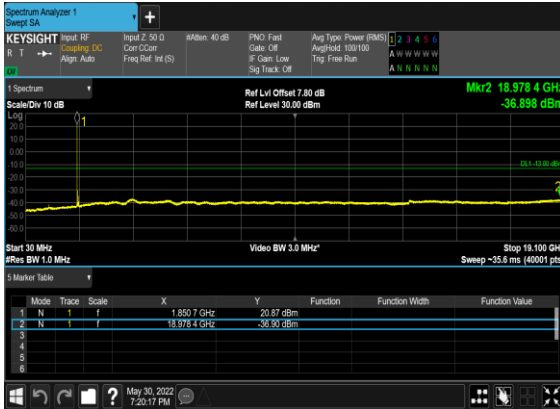 Spectrum Analyzer 1
Swept SA
+
KEYSIGHT Input: RF Input Z: 50 Ω #Atten: 40 dB PNO: Fast Avg Type: Power (RMS) 1 2 3 4 5 6
R T Coupling: DC Corr CCorr Gate: Off Avg|Hold: 100/100 A W W W W W
Align: Auto Freq Ref: Int (S) IF Gain: Low Trig: Free Run
Sig Track: Off A N N N N N
1 Spectrum Ref Lvl Offset 7.80 dB Mkr2 18.978 4 GHz
Scale/Div 10 dB Ref Level 30.00 dBm -36.898 dBm
Log
1
20.0
10.0
0.00
-10.0
DL1 -13.00 dBm
-20.0
-30.0
2
-40.0
-50.0
-60.0
Start 30 MHz Video BW 3.0 MHz* Stop 19.100 GHz
#Res BW 1.0 MHz Sweep ~35.6 ms (40001 pts)
5 Marker Table
Mode Trace Scale X Y Function Function Width Function Value
1 N 1 f 1.850 7 GHz 20.87 dBm
2 N 1 f 18.978 4 GHz -36.90 dBm
3
4
5
6
? May 30, 2022
7:20:17 PM